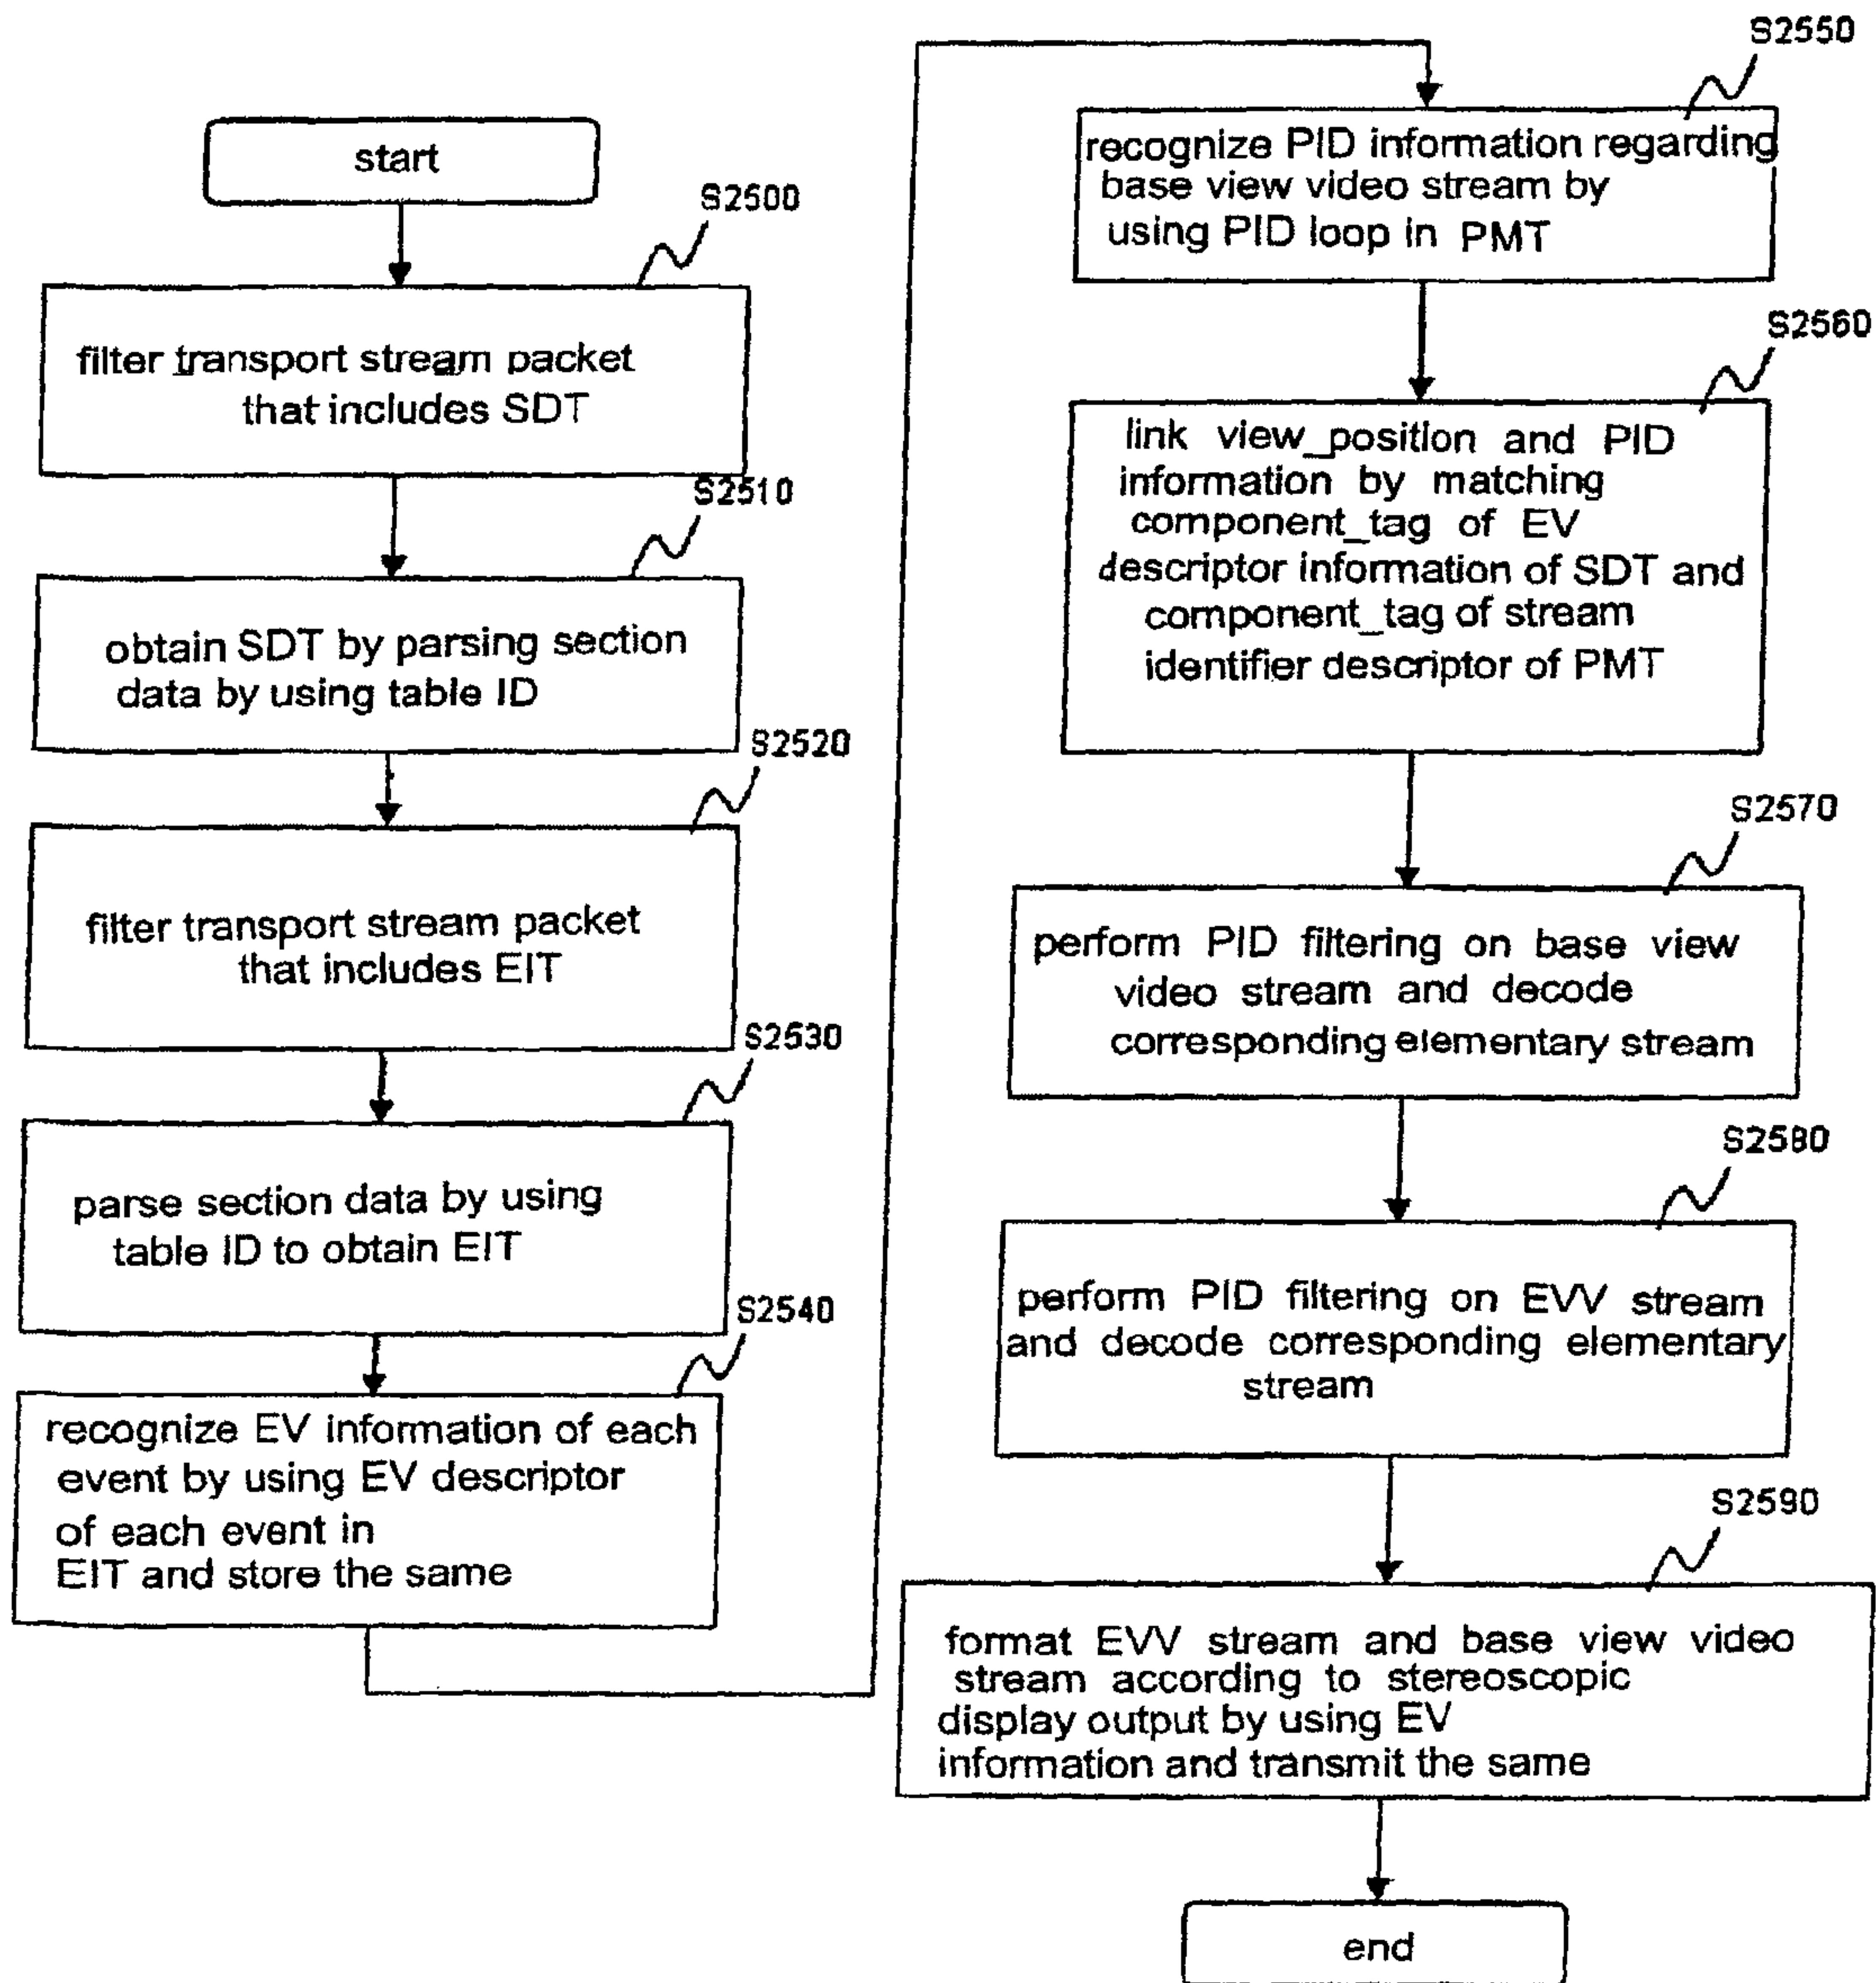 start
S2500
filter transport stream packet
that includes SDT
S2510
obtain SDT by parsing section
data by using table ID
S2520
filter transport stream packet
that includes EIT
S2530
parse section data by using
table ID to obtain EIT
S2540
recognize EV information of each
event by using EV descriptor
of each event in
EIT and store the same
S2550
recognize PID information regarding
base view video stream by
using PID loop in PMT
S2560
link view_position and PID
information by matching
component_tag of EV
descriptor information of SDT and
component_tag of stream
identifier descriptor of PMT
S2570
perform PID filtering on base view
video stream and decode
corresponding elementary stream
S2580
perform PID filtering on EVV stream
and decode corresponding elementary
stream
S2590
format EVV stream and base view video
stream according to stereoscopic
display output by using EV
information and transmit the same
end